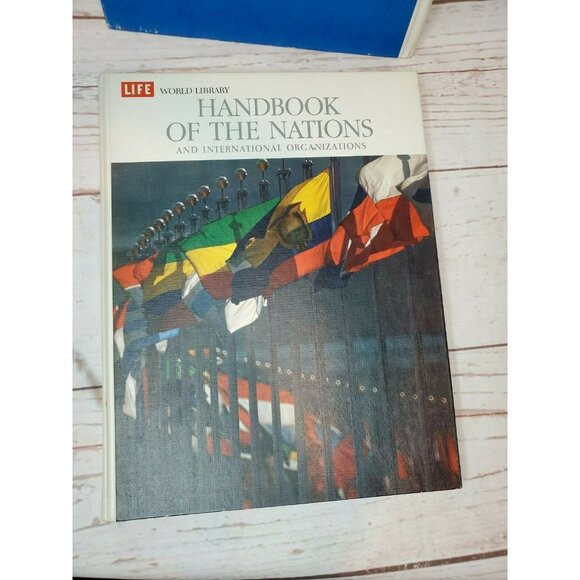 LIFE WORLD LIBRARY
HANDBOOK
OF THE NATIONS
AND INTERNATIONAL ORGANIZATIONS